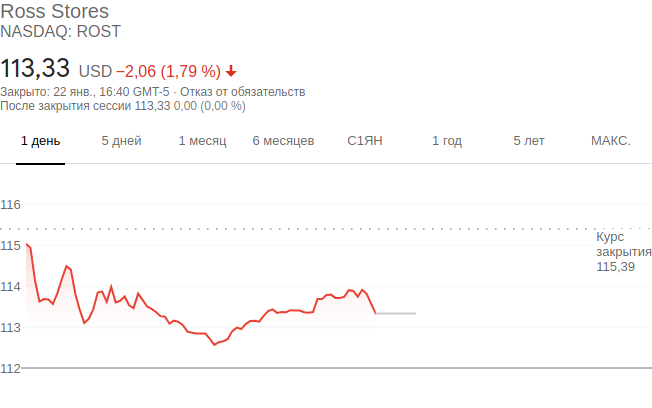 Ross Stores
NASDAQ: ROST
113,33 USD −2,06 (1,79 %)
Закрыто: 22 янв., 16:40 GMT-5 · Отказ от обязательств
После закрытия сессии 113,33 0,00 (0,00 %)
1 день 5 дней 1 месяц 6 месяцев С1ЯН 1 год 5 лет МАКС.
116
Курс
закрытия
115,39
115
114
113
112